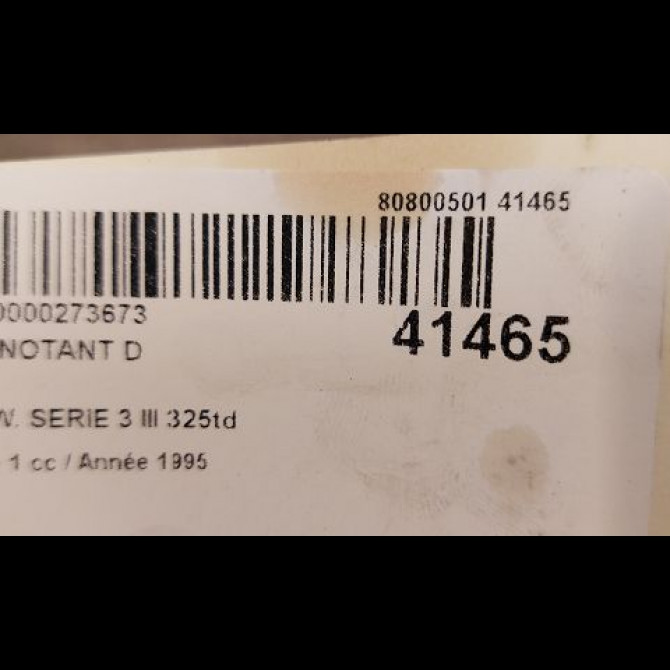 80800501 41465
0000273673
41465
NOTANT D
W. SERIE 3 III 325td
1 cc / Année 1995